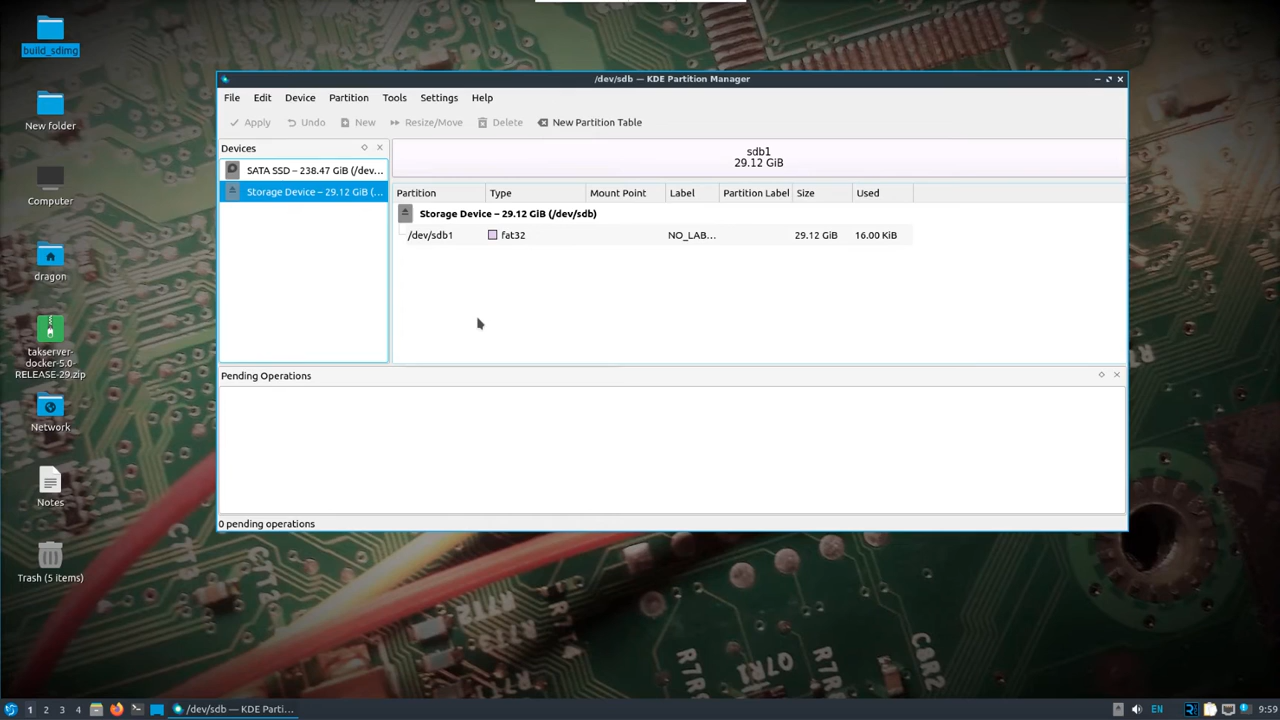 build_sdimg
New folder
Computer
dragon
takserver-
docker-5.0-
RELEASE-29.zip
Network
Notes
Trash (5 items)
/dev/sdb — KDE Partition Manager
File Edit Device Partition Tools Settings Help
Apply Undo New Resize/Move Delete New Partition Table
Devices
SATA SSD – 238.47 GiB (/dev...
Storage Device – 29.12 GiB (...
sdb1
29.12 GiB
Partition Type Mount Point Label Partition Label Size Used
Storage Device – 29.12 GiB (/dev/sdb)
/dev/sdb1 fat32 NO_LAB... 29.12 GiB 16.00 KiB
Pending Operations
0 pending operations
R7R
Q7R1
R7R
C8R2
1 2 3 4 /dev/sdb — KDE Parti... EN 9:59